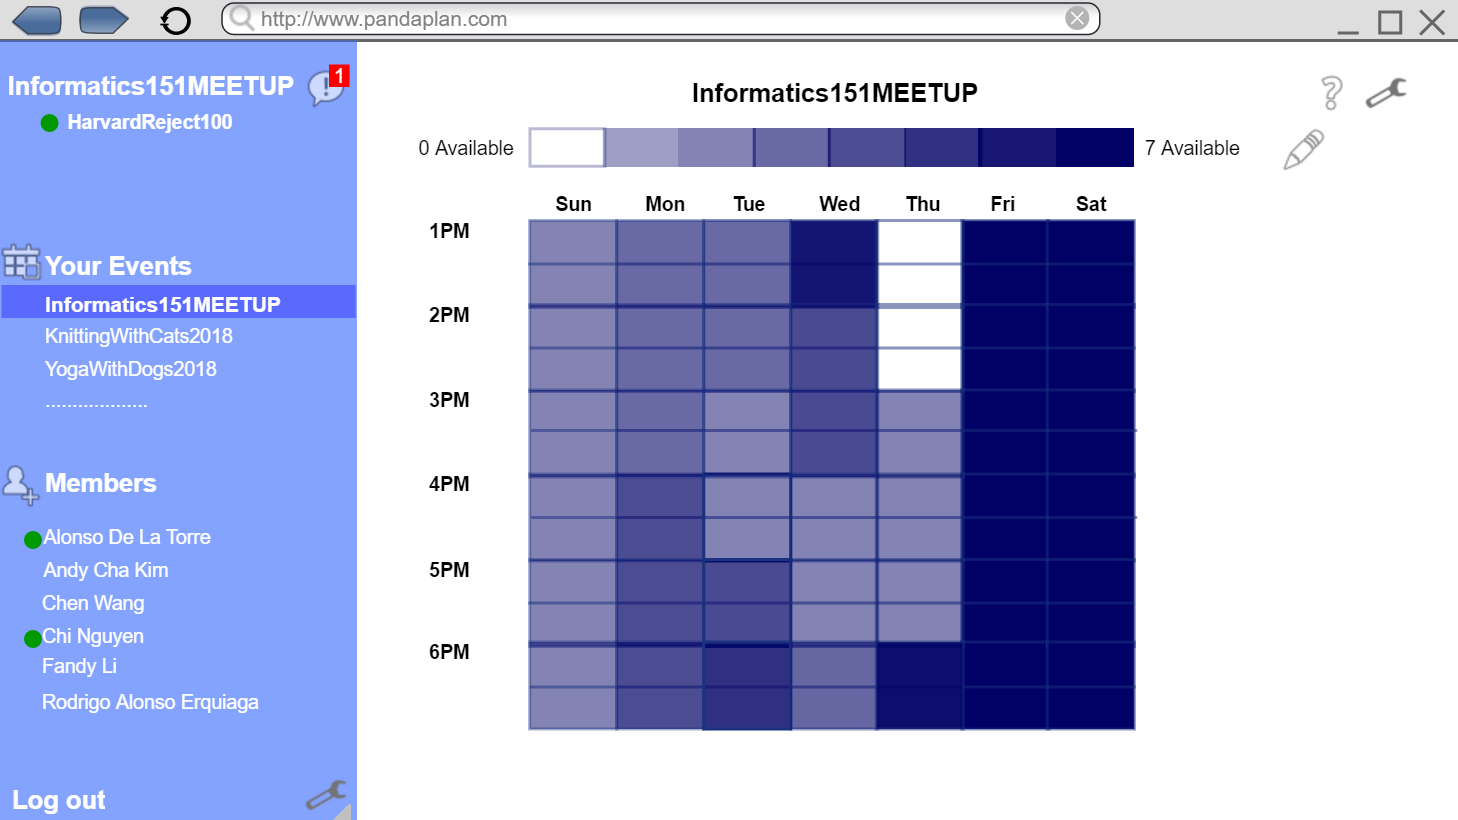 http://www.pandaplan.com
Informatics151MEETUP
1
HarvardReject100
Your Events
Informatics151MEETUP
KnittingWithCats2018
YogaWithDogs2018
...................
Members
Alonso De La Torre
Andy Cha Kim
Chen Wang
Chi Nguyen
Fandy Li
Rodrigo Alonso Erquiaga
Log out
Informatics151MEETUP
0 Available
7 Available
Sun Mon Tue Wed Thu Fri Sat
1PM
2PM
3PM
4PM
5PM
6PM